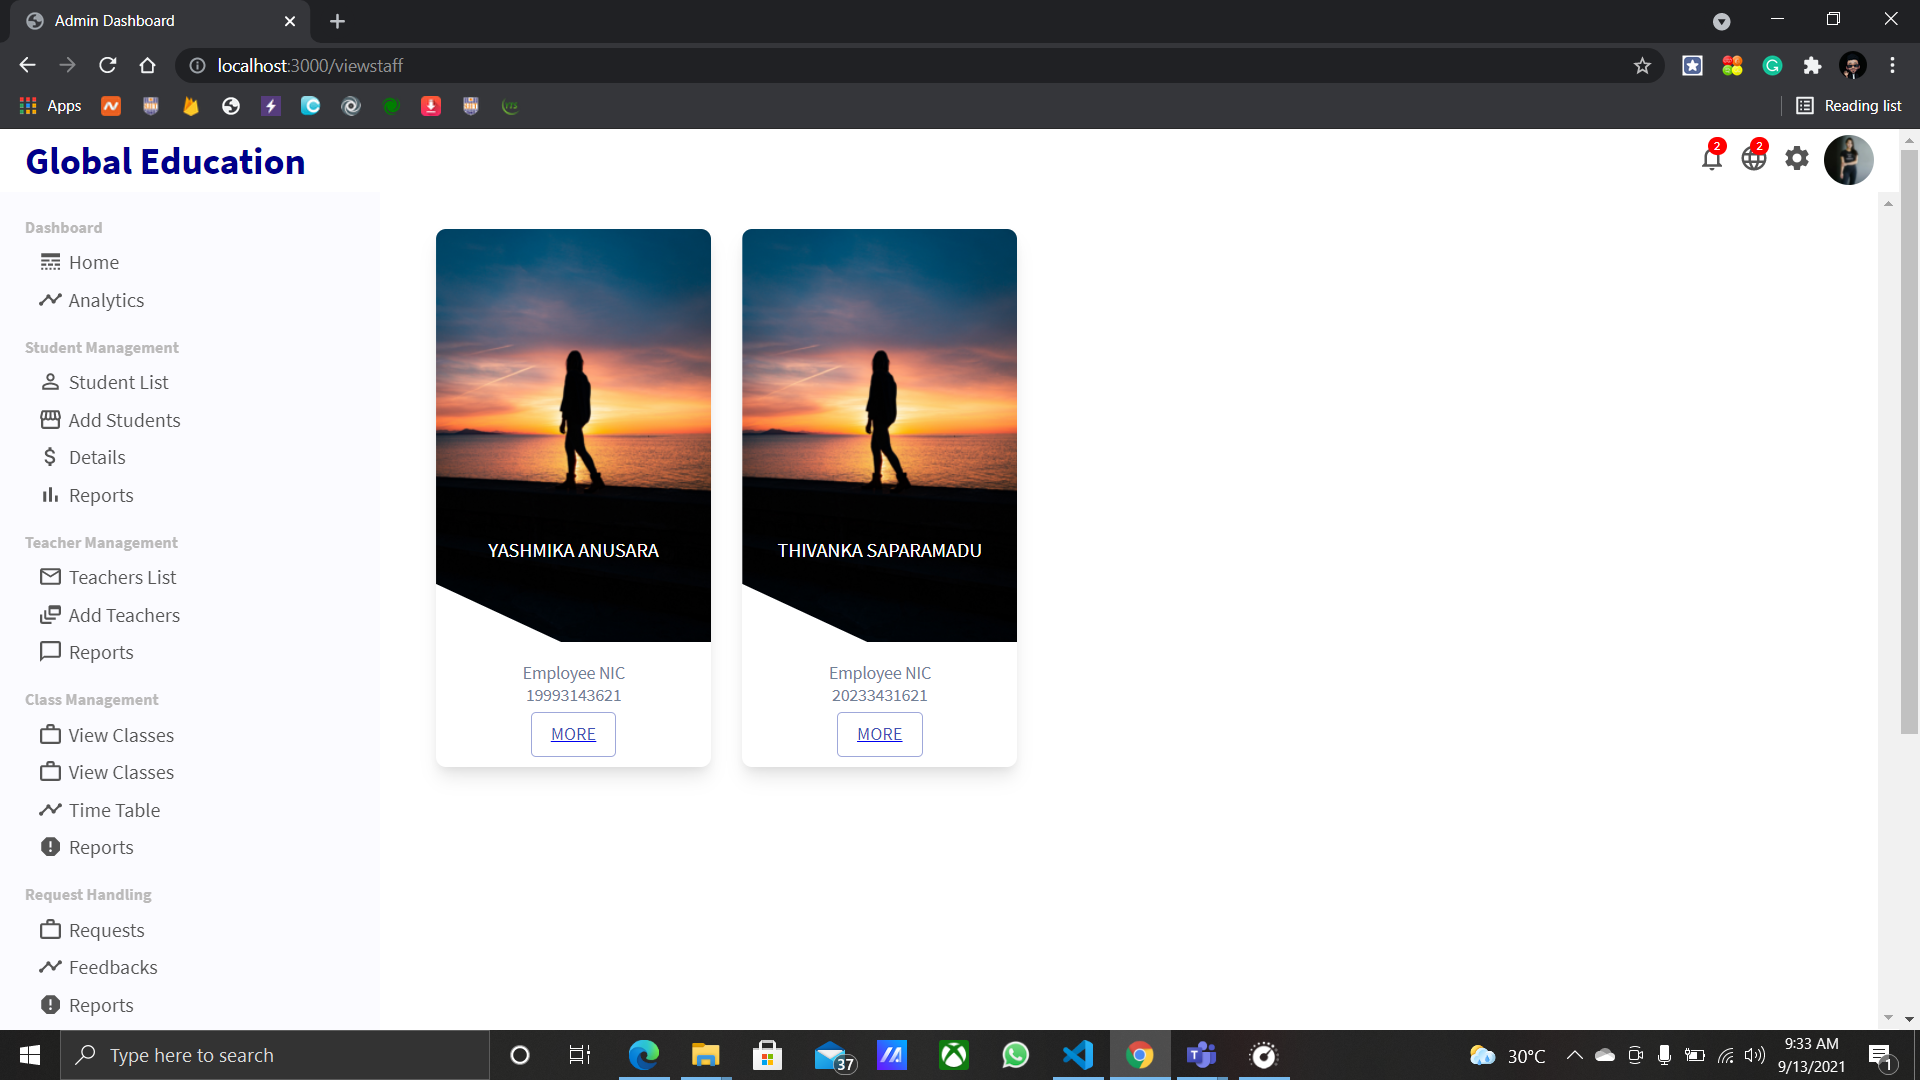 Admin Dashboard
localhost:3000/viewstaff
Apps
Reading list
Global Education
2
2
Dashboard
Home
Analytics
Student Management
Student List
Add Students
Details
Reports
Teacher Management
Teachers List
Add Teachers
Reports
Class Management
View Classes
View Classes
Time Table
Reports
Request Handling
Requests
Feedbacks
Reports
YASHMIKA ANUSARA
Employee NIC
19993143621
MORE
THIVANKA SAPARAMADU
Employee NIC
20233431621
MORE
Type here to search
37
30°C
9:33 AM
9/13/2021
1